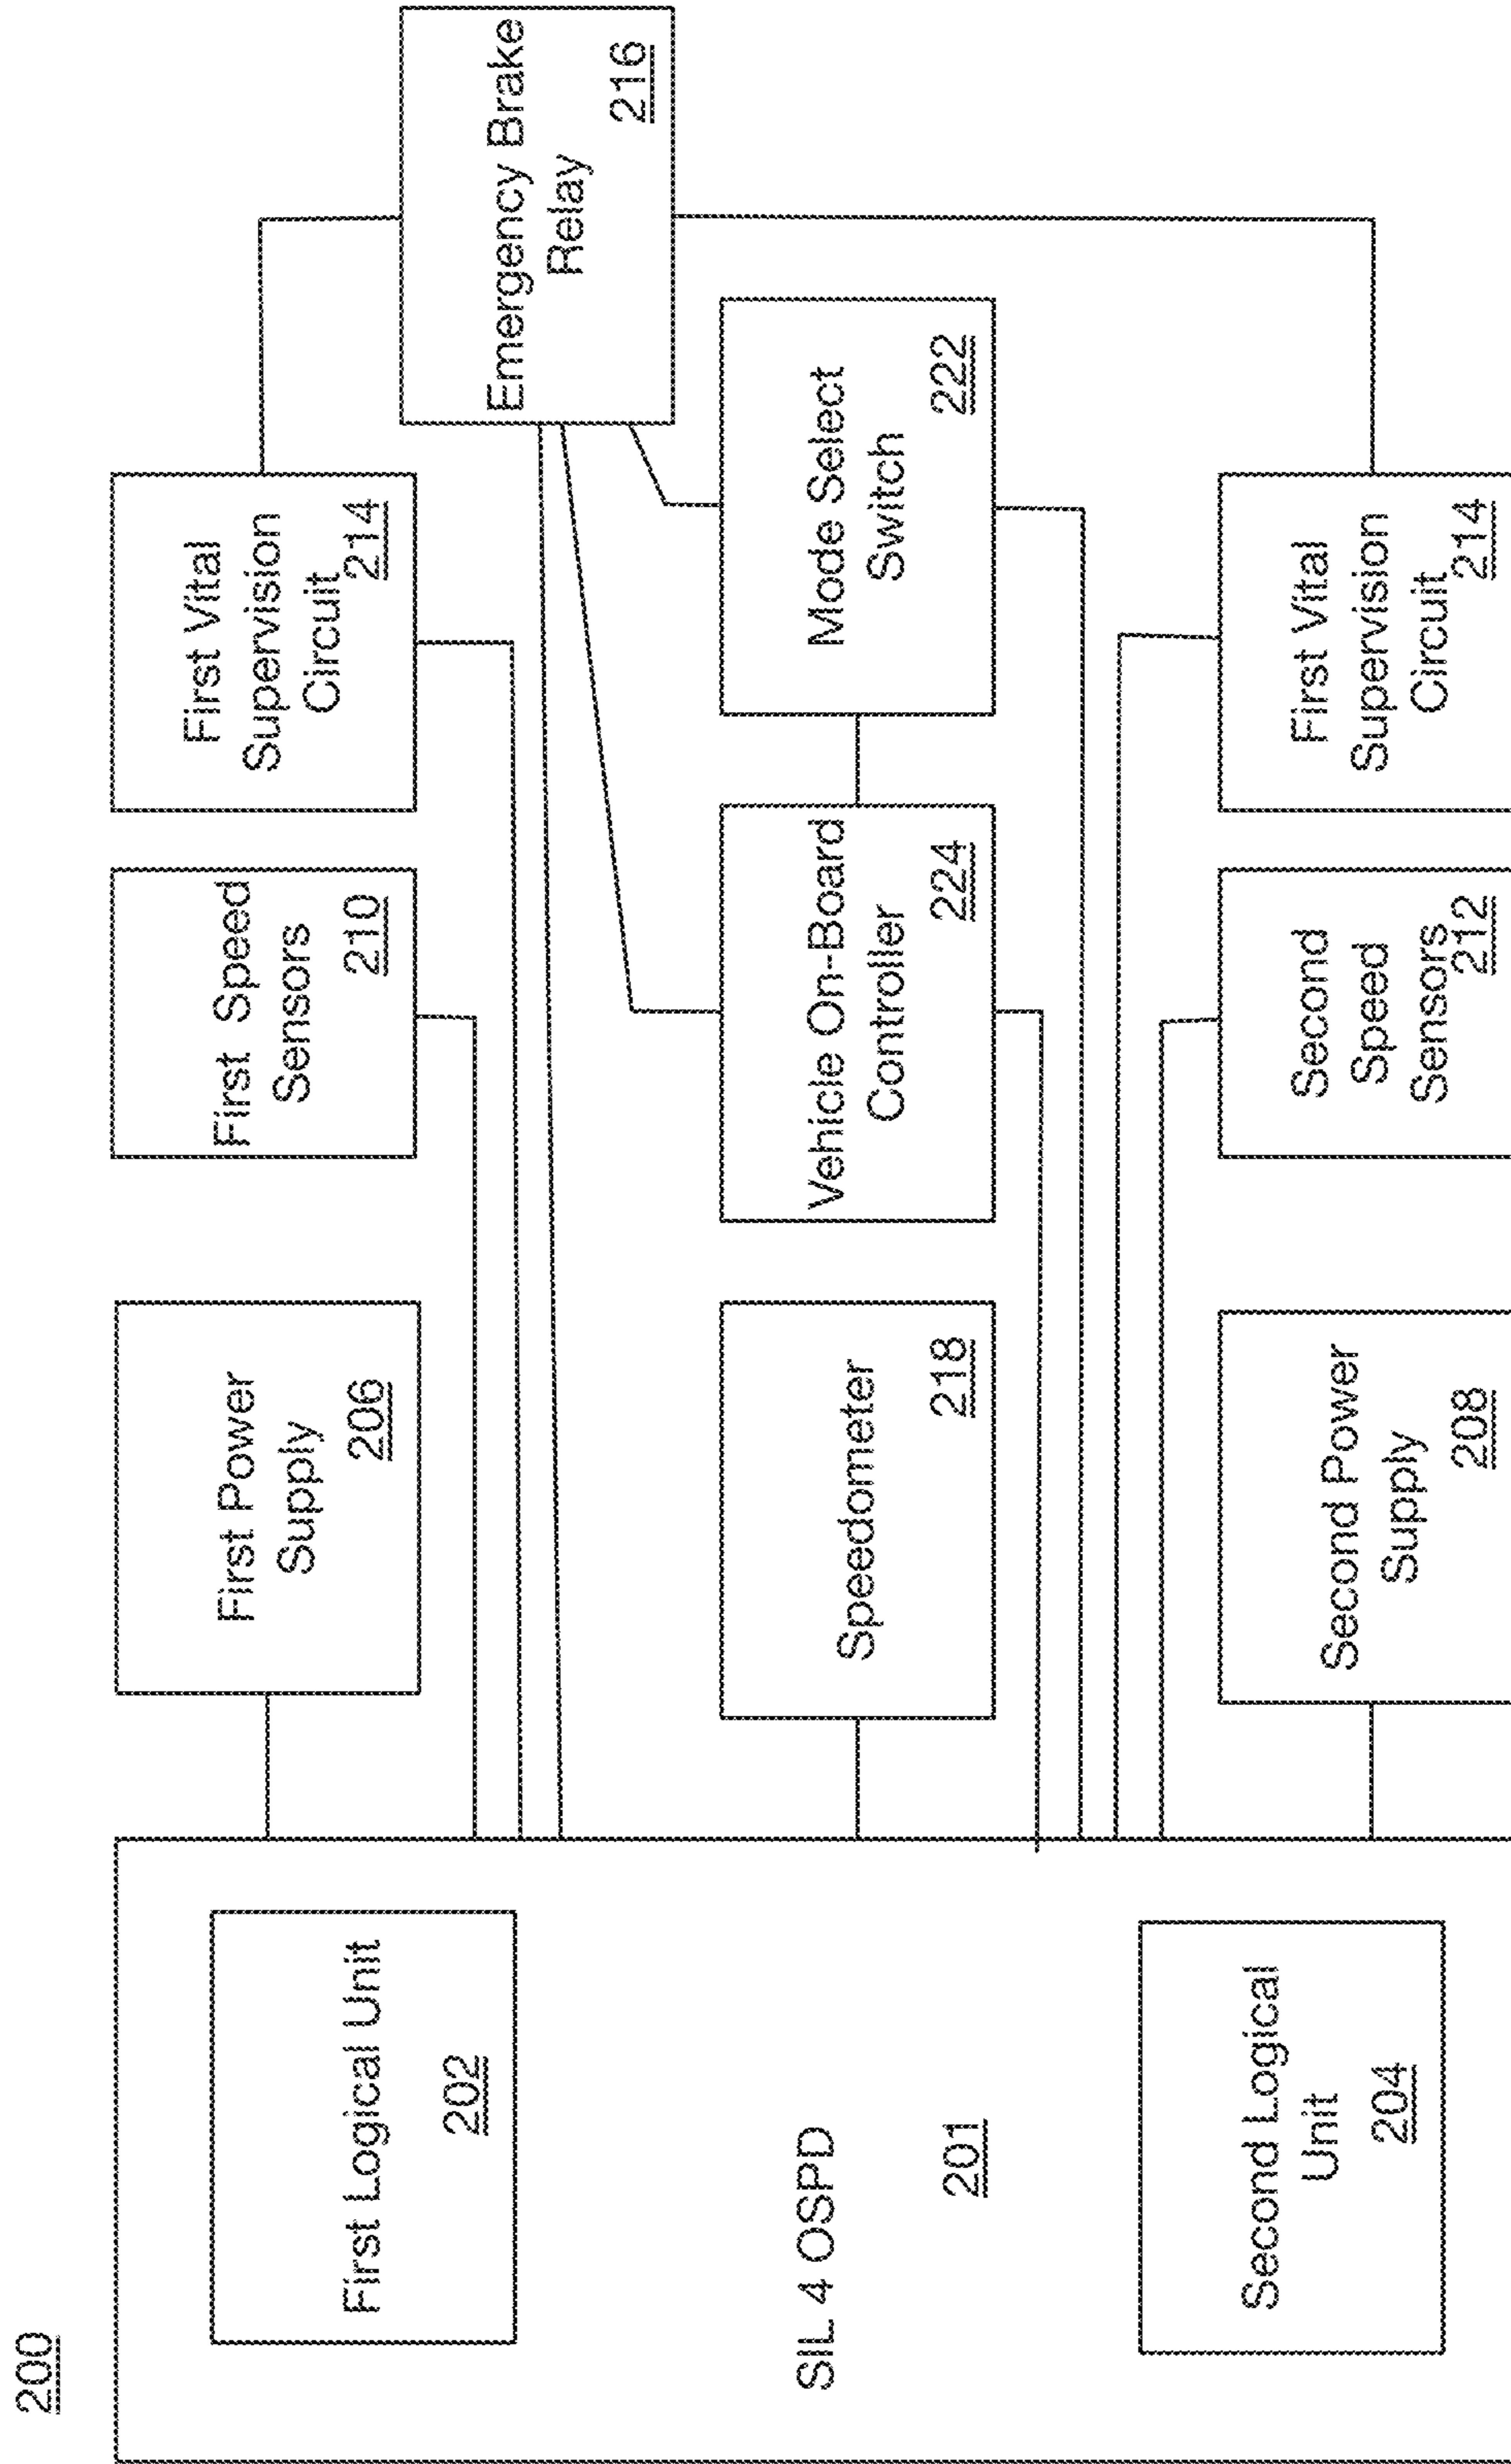 200
First Logical Unit
202
SIL 4 OSPD
201
Second Logical
Unit
204
First Power
Supply
206
Speedometer
218
Second Power
Supply
208
First Speed
Sensors
210
Vehicle On-Board
Controller
224
Second
Speed
Sensors
212
First Vital
Supervision
Circuit
214
Mode Select
Switch
222
First Vital
Supervision
Circuit
214
Emergency Brake
Relay
216